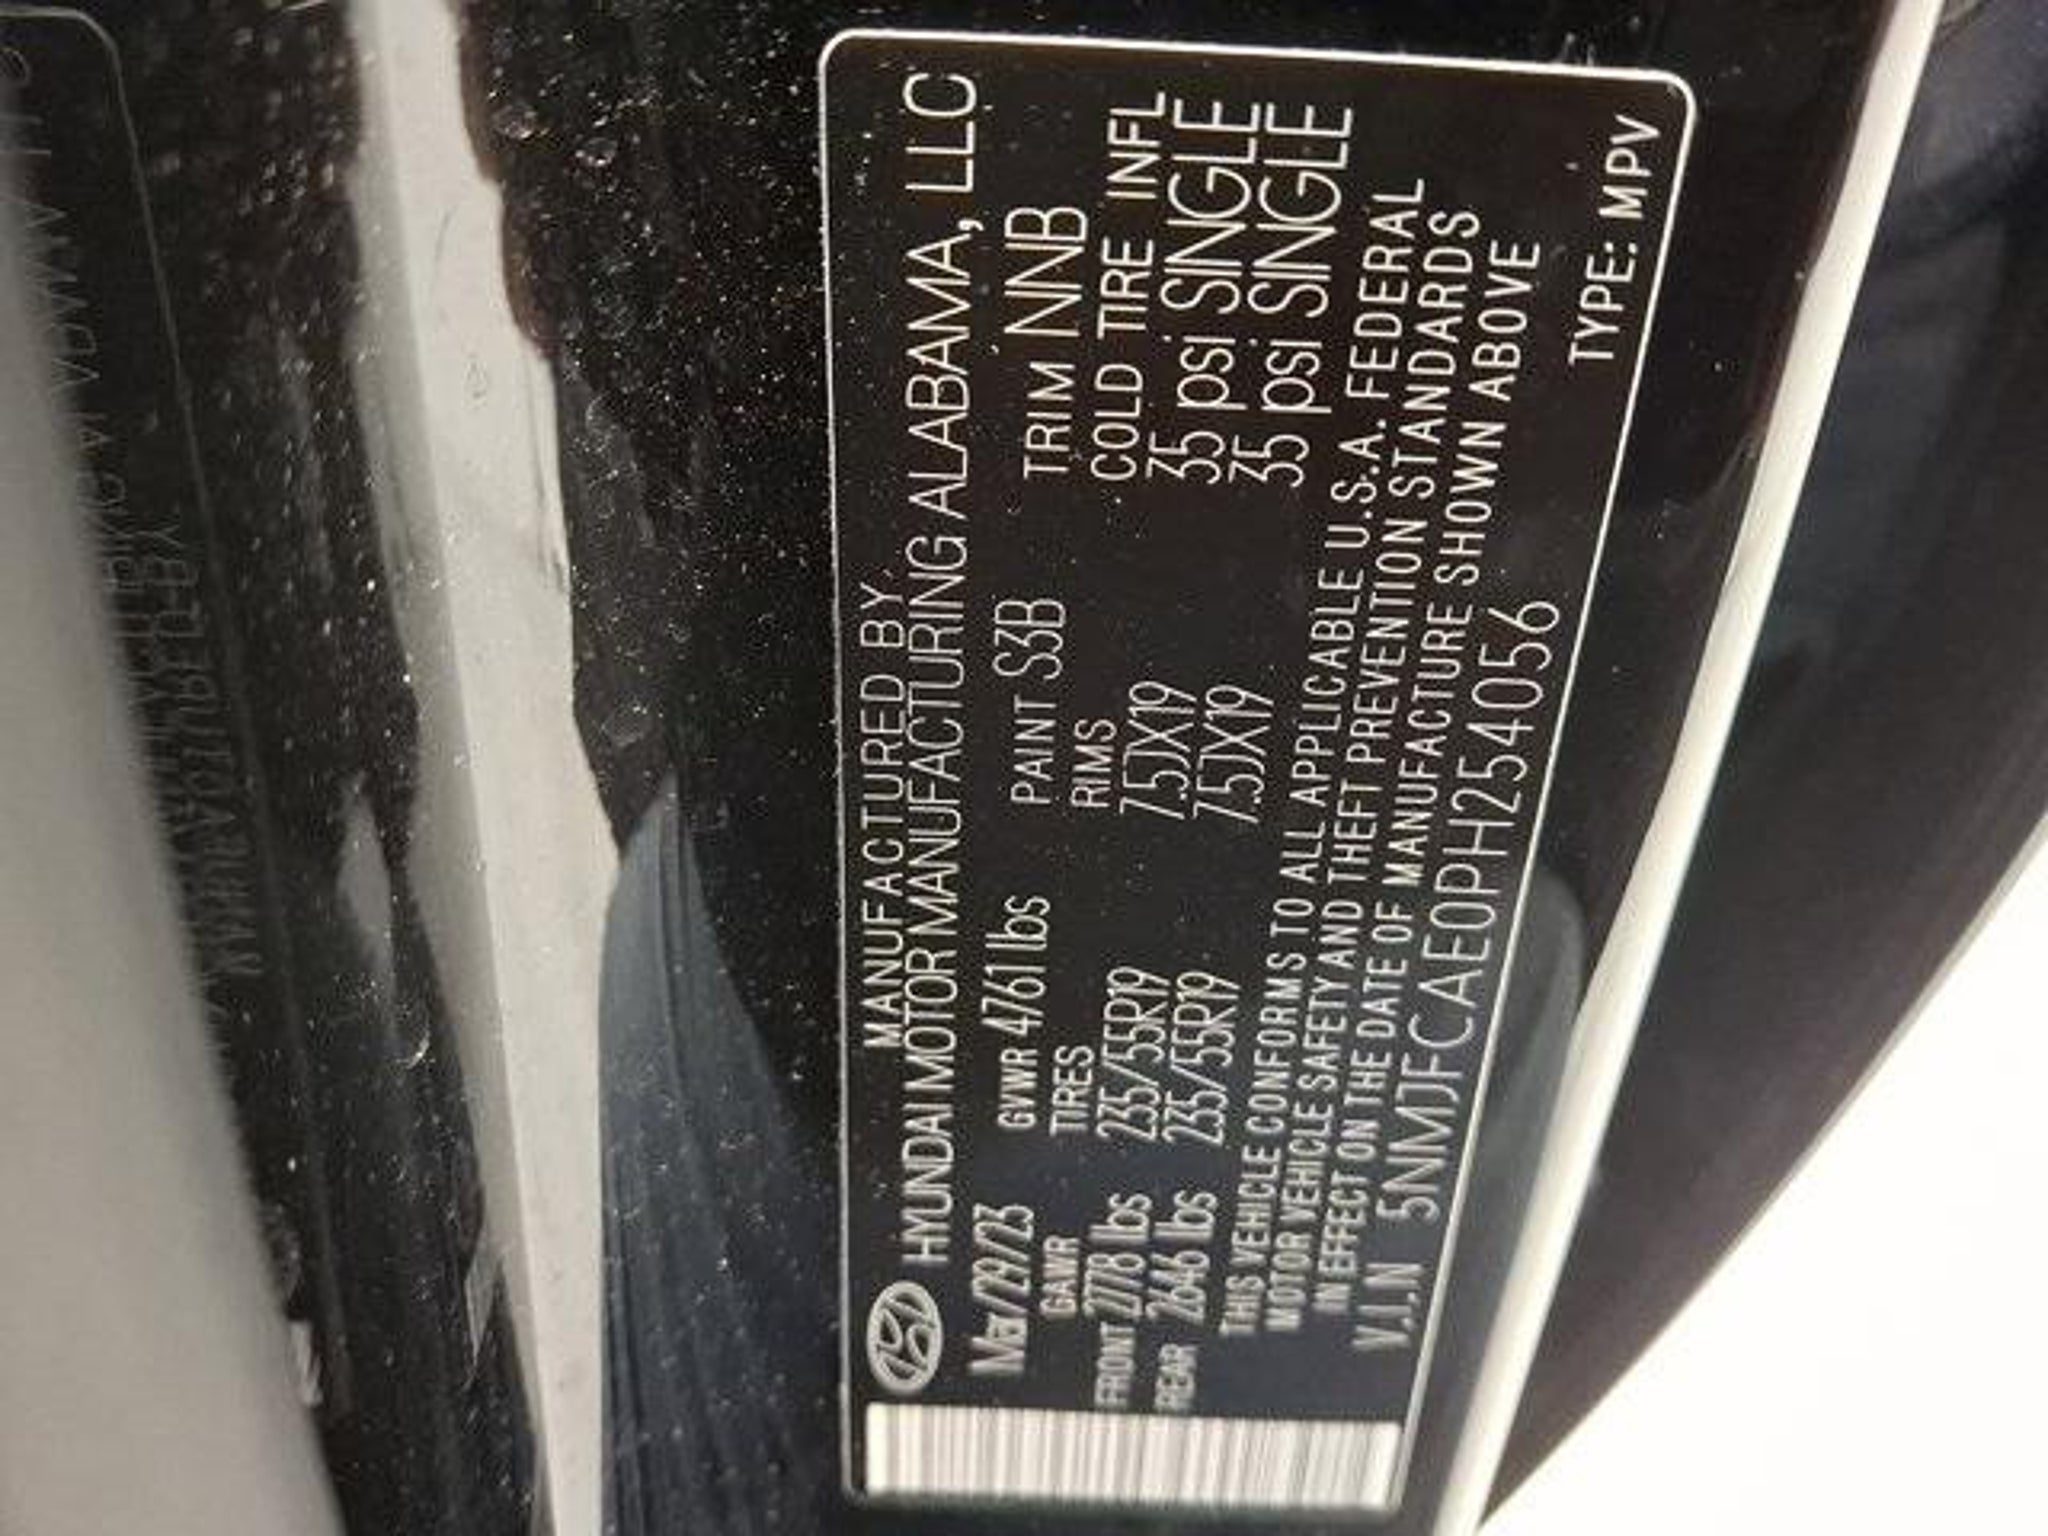 MANUFACTURED BY
HYUNDAI MOTOR MANUFACTURING ALABAMA, LLC
Mar/29/23 GVWR 4761 lbs PAINT S3B TRIM NNB
GAWR TIRES RIMS COLD TIRE INFL
FRONT 2778 lbs 235/55R19 7.5JX19 35 psi SINGLE
REAR 2646 lbs 235/55R19 7.5JX19 35 psi SINGLE
THIS VEHICLE CONFORMS TO ALL APPLICABLE U.S.A. FEDERAL
MOTOR VEHICLE SAFETY AND THEFT PREVENTION STANDARDS
IN EFFECT ON THE DATE OF MANUFACTURE SHOWN ABOVE
V.I.N 5NMJFCAE0PH254056
TYPE: MPV